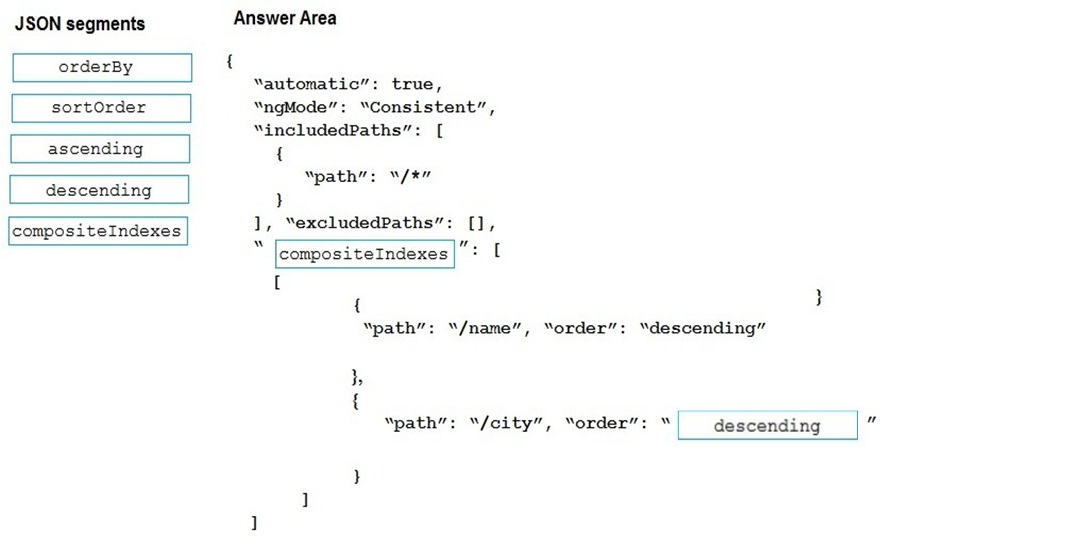 JSON segments
orderBy
sortOrder
ascending
descending
compositeIndexes
Answer Area
{
“automatic”: true,
“ngMode”: “Consistent”,
“includedPaths”: [
{
“path”: “/*”
}
], “excludedPaths”: [],
“ compositeIndexes ”: [
[
}
{
“path”: “/name”, “order”: “descending”
},
{
“path”: “/city”, “order”: “ descending ”
}
]
]